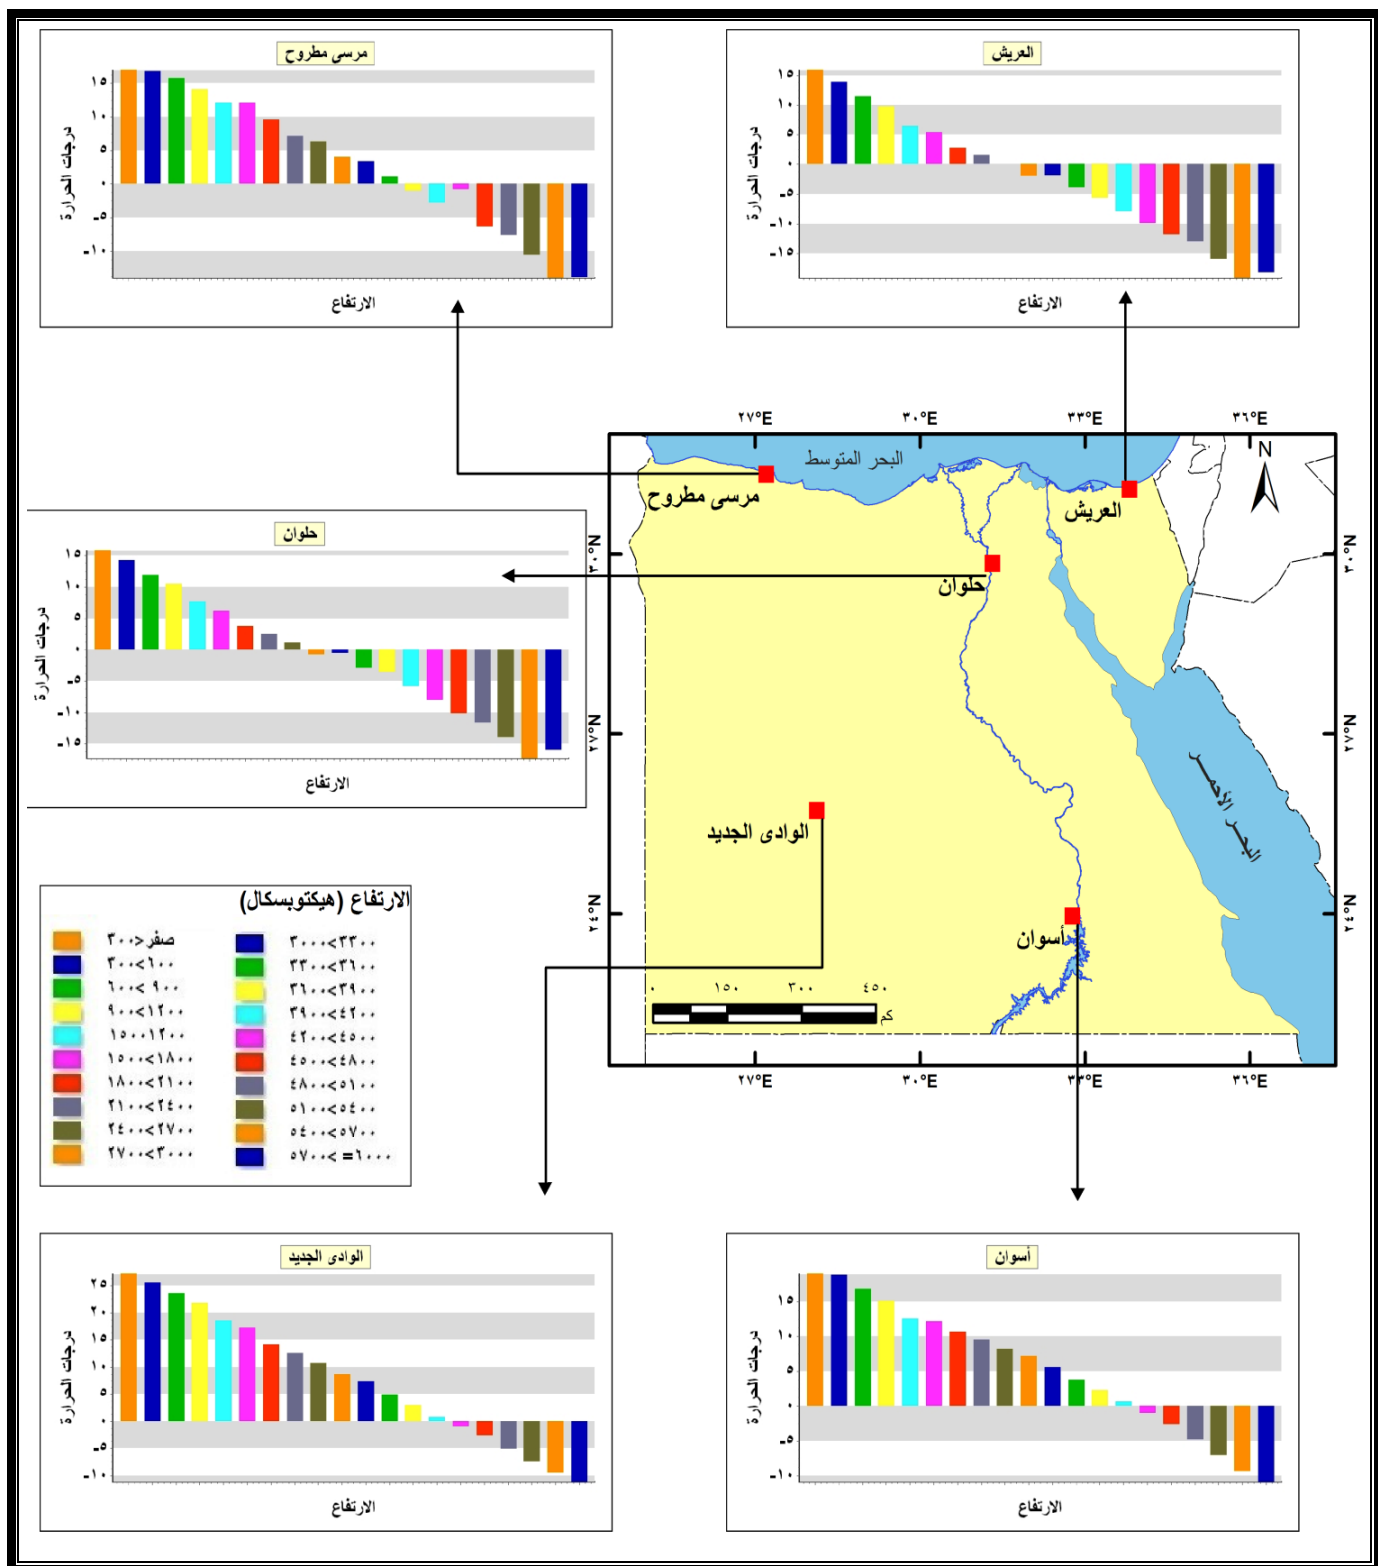 مرسى مطروح
١٥
١٠
٥
٠
-٥
-١٠
درجات الحرارة
الارتفاع
العريش
١٥
١٠
٥
٠
-٥
-١٠
-١٥
درجات الحرارة
الارتفاع
٢٧°E
٣٠°E
٣٣°E
٣٦°E
البحر المتوسط
N
مرسى مطروح
العريش
حلوان
٣٠°N
٣٠°N
٢٧°N
٢٧°N
البحر الأحمر
الوادى الجديد
أسوان
٢٤°N
٢٤°N
٠
١٥٠
٣٠٠
٤٥٠
كم
٢٧°E
٣٠°E
٣٣°E
٣٦°E
حلوان
١٥
١٠
٥
٠
-٥
-١٠
-١٥
درجات الحرارة
الارتفاع
الارتفاع (هيكتوبسكال)
صفر>٣٠٠
٣٠٠<٦٠٠
٦٠٠<٩٠٠
٩٠٠<١٢٠٠
١٥٠٠١٢٠٠
١٥٠٠<١٨٠٠
١٨٠٠<٢١٠٠
٢١٠٠<٢٤٠٠
٢٤٠٠<٢٧٠٠
٢٧٠٠<٣٠٠٠
٣٠٠٠<٣٣٠٠
٣٣٠٠<٣٦٠٠
٣٦٠٠<٣٩٠٠
٣٩٠٠<٤٢٠٠
٤٢٠٠<٤٥٠٠
٤٥٠٠<٤٨٠٠
٤٨٠٠<٥١٠٠
٥١٠٠<٥٤٠٠
٥٤٠٠<٥٧٠٠
٥٧٠٠<=٦٠٠٠
الوادى الجديد
٢٥
٢٠
١٥
١٠
٥
٠
-٥
-١٠
درجات الحرارة
الارتفاع
أسوان
١٥
١٠
٥
٠
-٥
-١٠
درجات الحرارة
الارتفاع